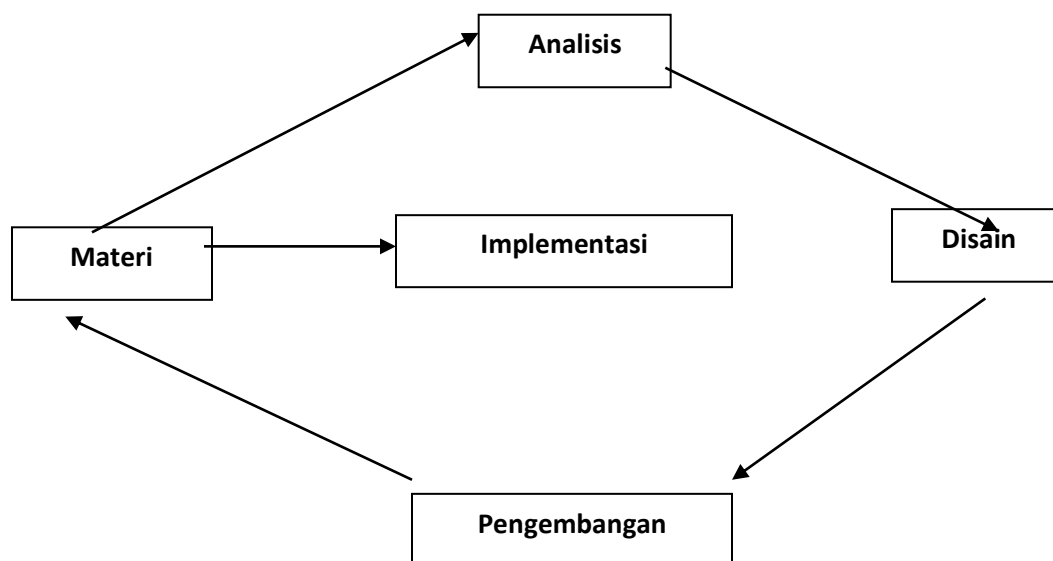 Analisis
Materi
Implementasi
Disain
Pengembangan